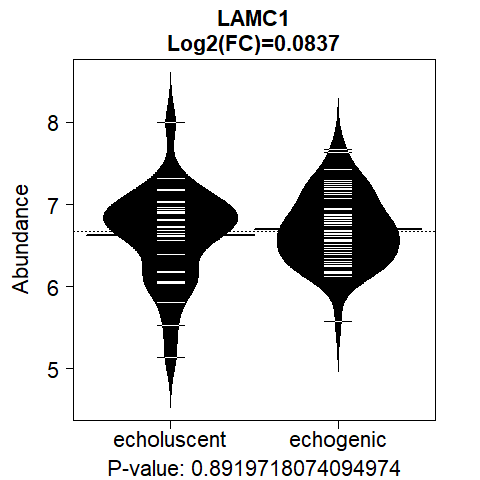 LAMC1
Log2(FC)=0.0837
Abundance
8
7
6
5
echoluscent echogenic
P-value: 0.8919718074094974